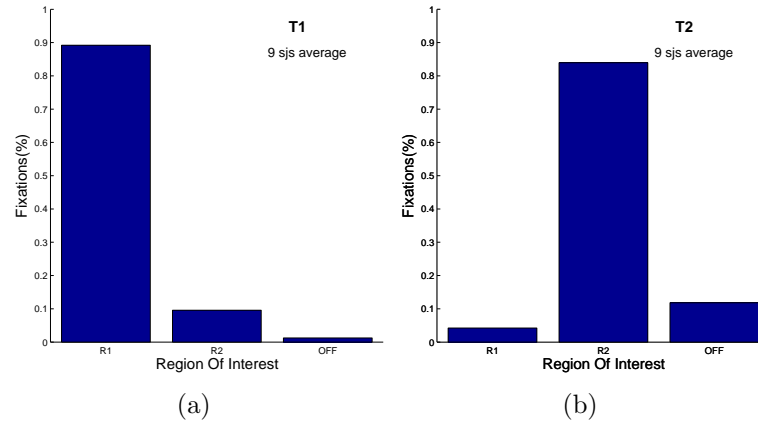 T1
9 sjs average
Fixations(%)
1
0.9
0.8
0.7
0.6
0.5
0.4
0.3
0.2
0.1
0
R1 R2 OFF
Region Of Interest
(a)
T2
9 sjs average
Fixations(%)
1
0.9
0.8
0.7
0.6
0.5
0.4
0.3
0.2
0.1
0
R1 R2 OFF
Region Of Interest
(b)